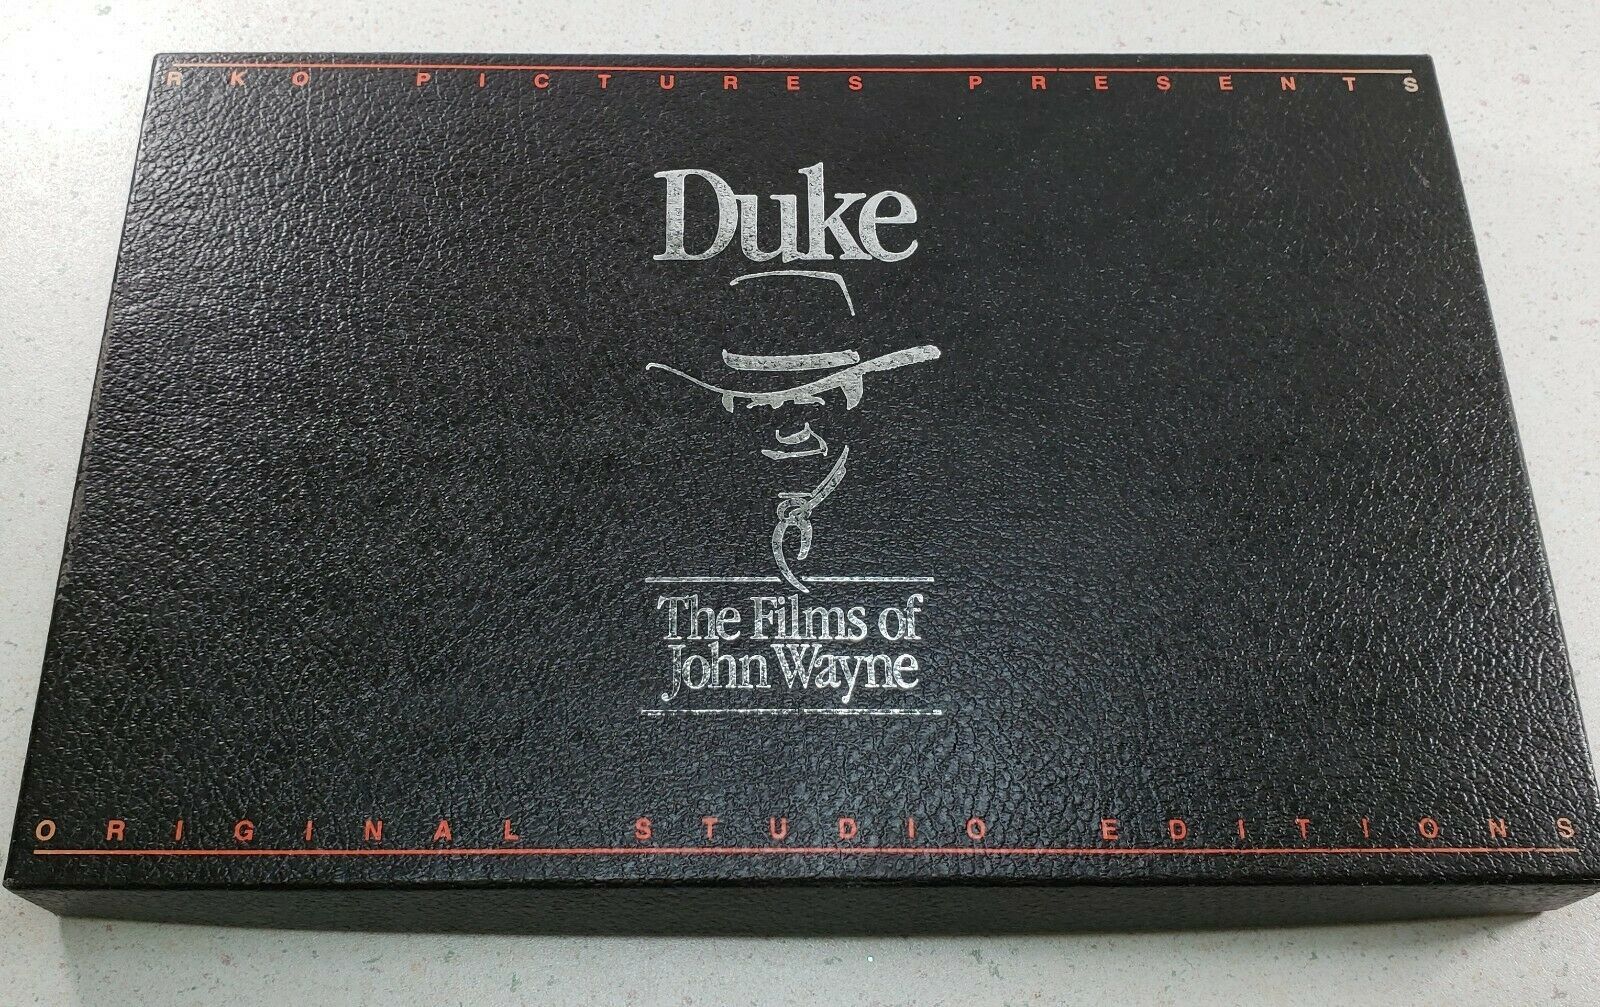 RKO PICTURES PRESENTS
Duke
The Films of
John Wayne
ORIGINAL STUDIO EDITIONS